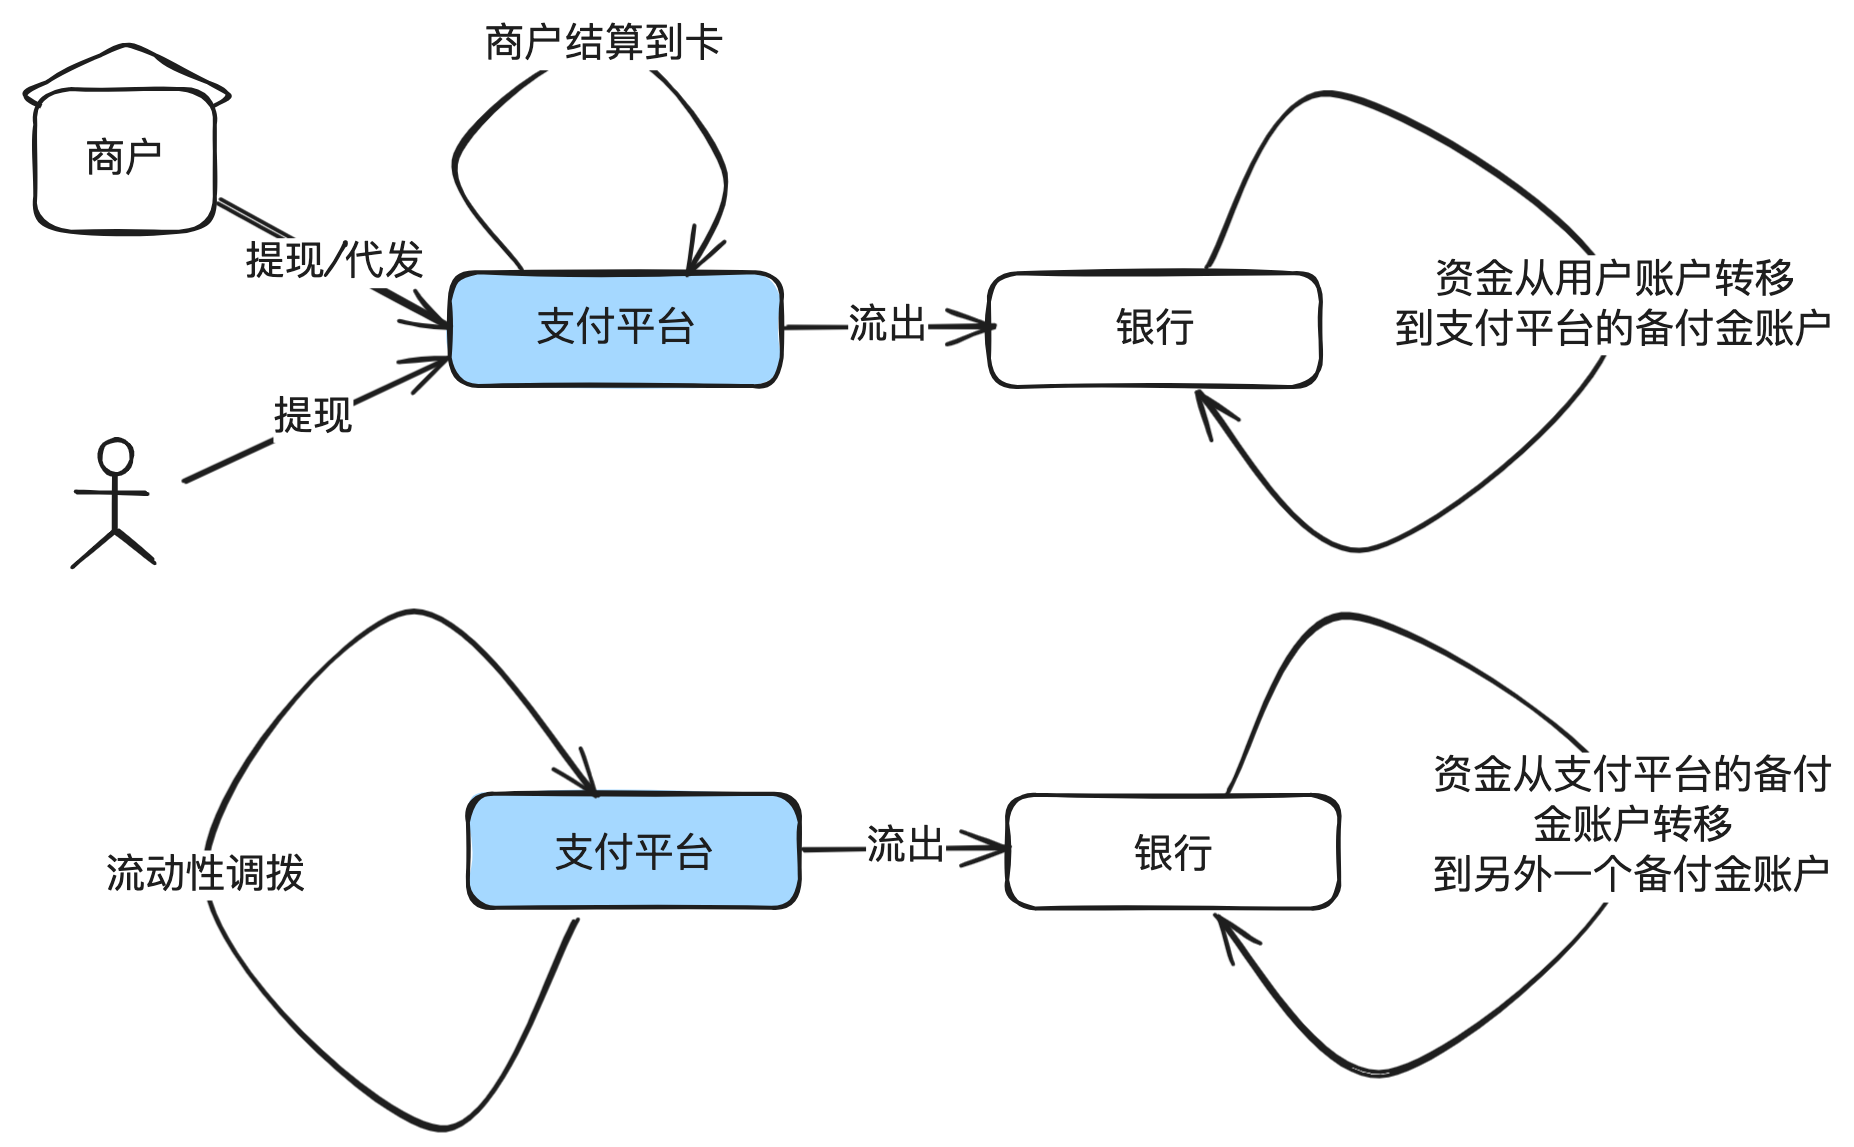 商户结算到卡
商户
提现/代发
资金从用户账户转移
到支付平台的备付金账户
支付平台
流出
银行
提现
资金从支付平台的备付
金账户转移
到另外一个备付金账户
流动性调拨
支付平台
流出
银行